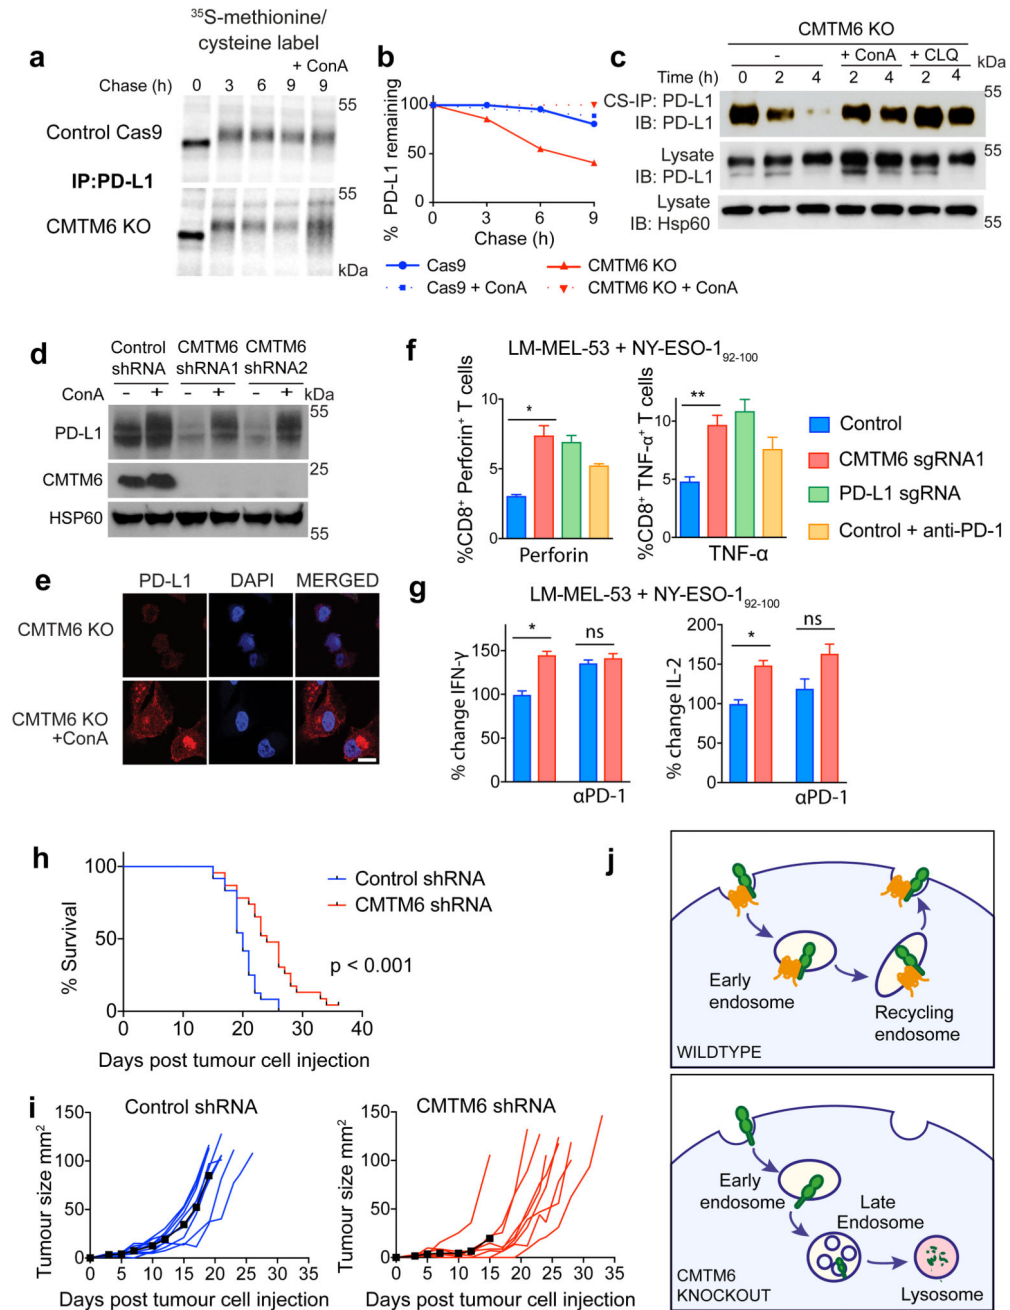 a
³⁵S-methionine/
cysteine label
+ ConA
Chase (h) 0 3 6 9 9
55
Control Cas9
IP:PD-L1
55
CMTM6 KO
kDa
b
% PD-L1 remaining
100
50
0
0 3 6 9
Chase (h)
Cas9
CMTM6 KO
Cas9 + ConA
CMTM6 KO + ConA
c
CMTM6 KO
- + ConA + CLQ
kDa
Time (h) 0 2 4 2 4 2 4
CS-IP: PD-L1
IB: PD-L1
55
Lysate
IB: PD-L1
55
Lysate
IB: Hsp60
55
d
Control shRNA
CMTM6 shRNA1
CMTM6 shRNA2
kDa
ConA - + - + - +
PD-L1
55
CMTM6
25
HSP60
55
e
PD-L1 DAPI MERGED
CMTM6 KO
CMTM6 KO
+ConA
f
LM-MEL-53 + NY-ESO-1₉₂₋₁₀₀
%CD8⁺ Perforin⁺ T cells
10
5
0
*
Perforin
%CD8⁺ TNF-α⁺ T cells
10
5
0
**
TNF-α
Control
CMTM6 sgRNA1
PD-L1 sgRNA
Control + anti-PD-1
g
LM-MEL-53 + NY-ESO-1₉₂₋₁₀₀
% change IFN-γ
150
100
50
0
* ns
αPD-1
% change IL-2
200
150
100
50
0
* ns
αPD-1
h
% Survival
100
50
0
0 10 20 30 40
Days post tumour cell injection
Control shRNA
CMTM6 shRNA
p < 0.001
i
Control shRNA
Tumour size mm²
150
100
50
0
0 5 10 15 20 25 30 35
Days post tumour cell injection
CMTM6 shRNA
Tumour size mm²
150
100
50
0
0 5 10 15 20 25 30 35
Days post tumour cell injection
j
Early
endosome
Recycling
endosome
WILDTYPE
Early
endosome
Late
Endosome
Lysosome
CMTM6
KNOCKOUT